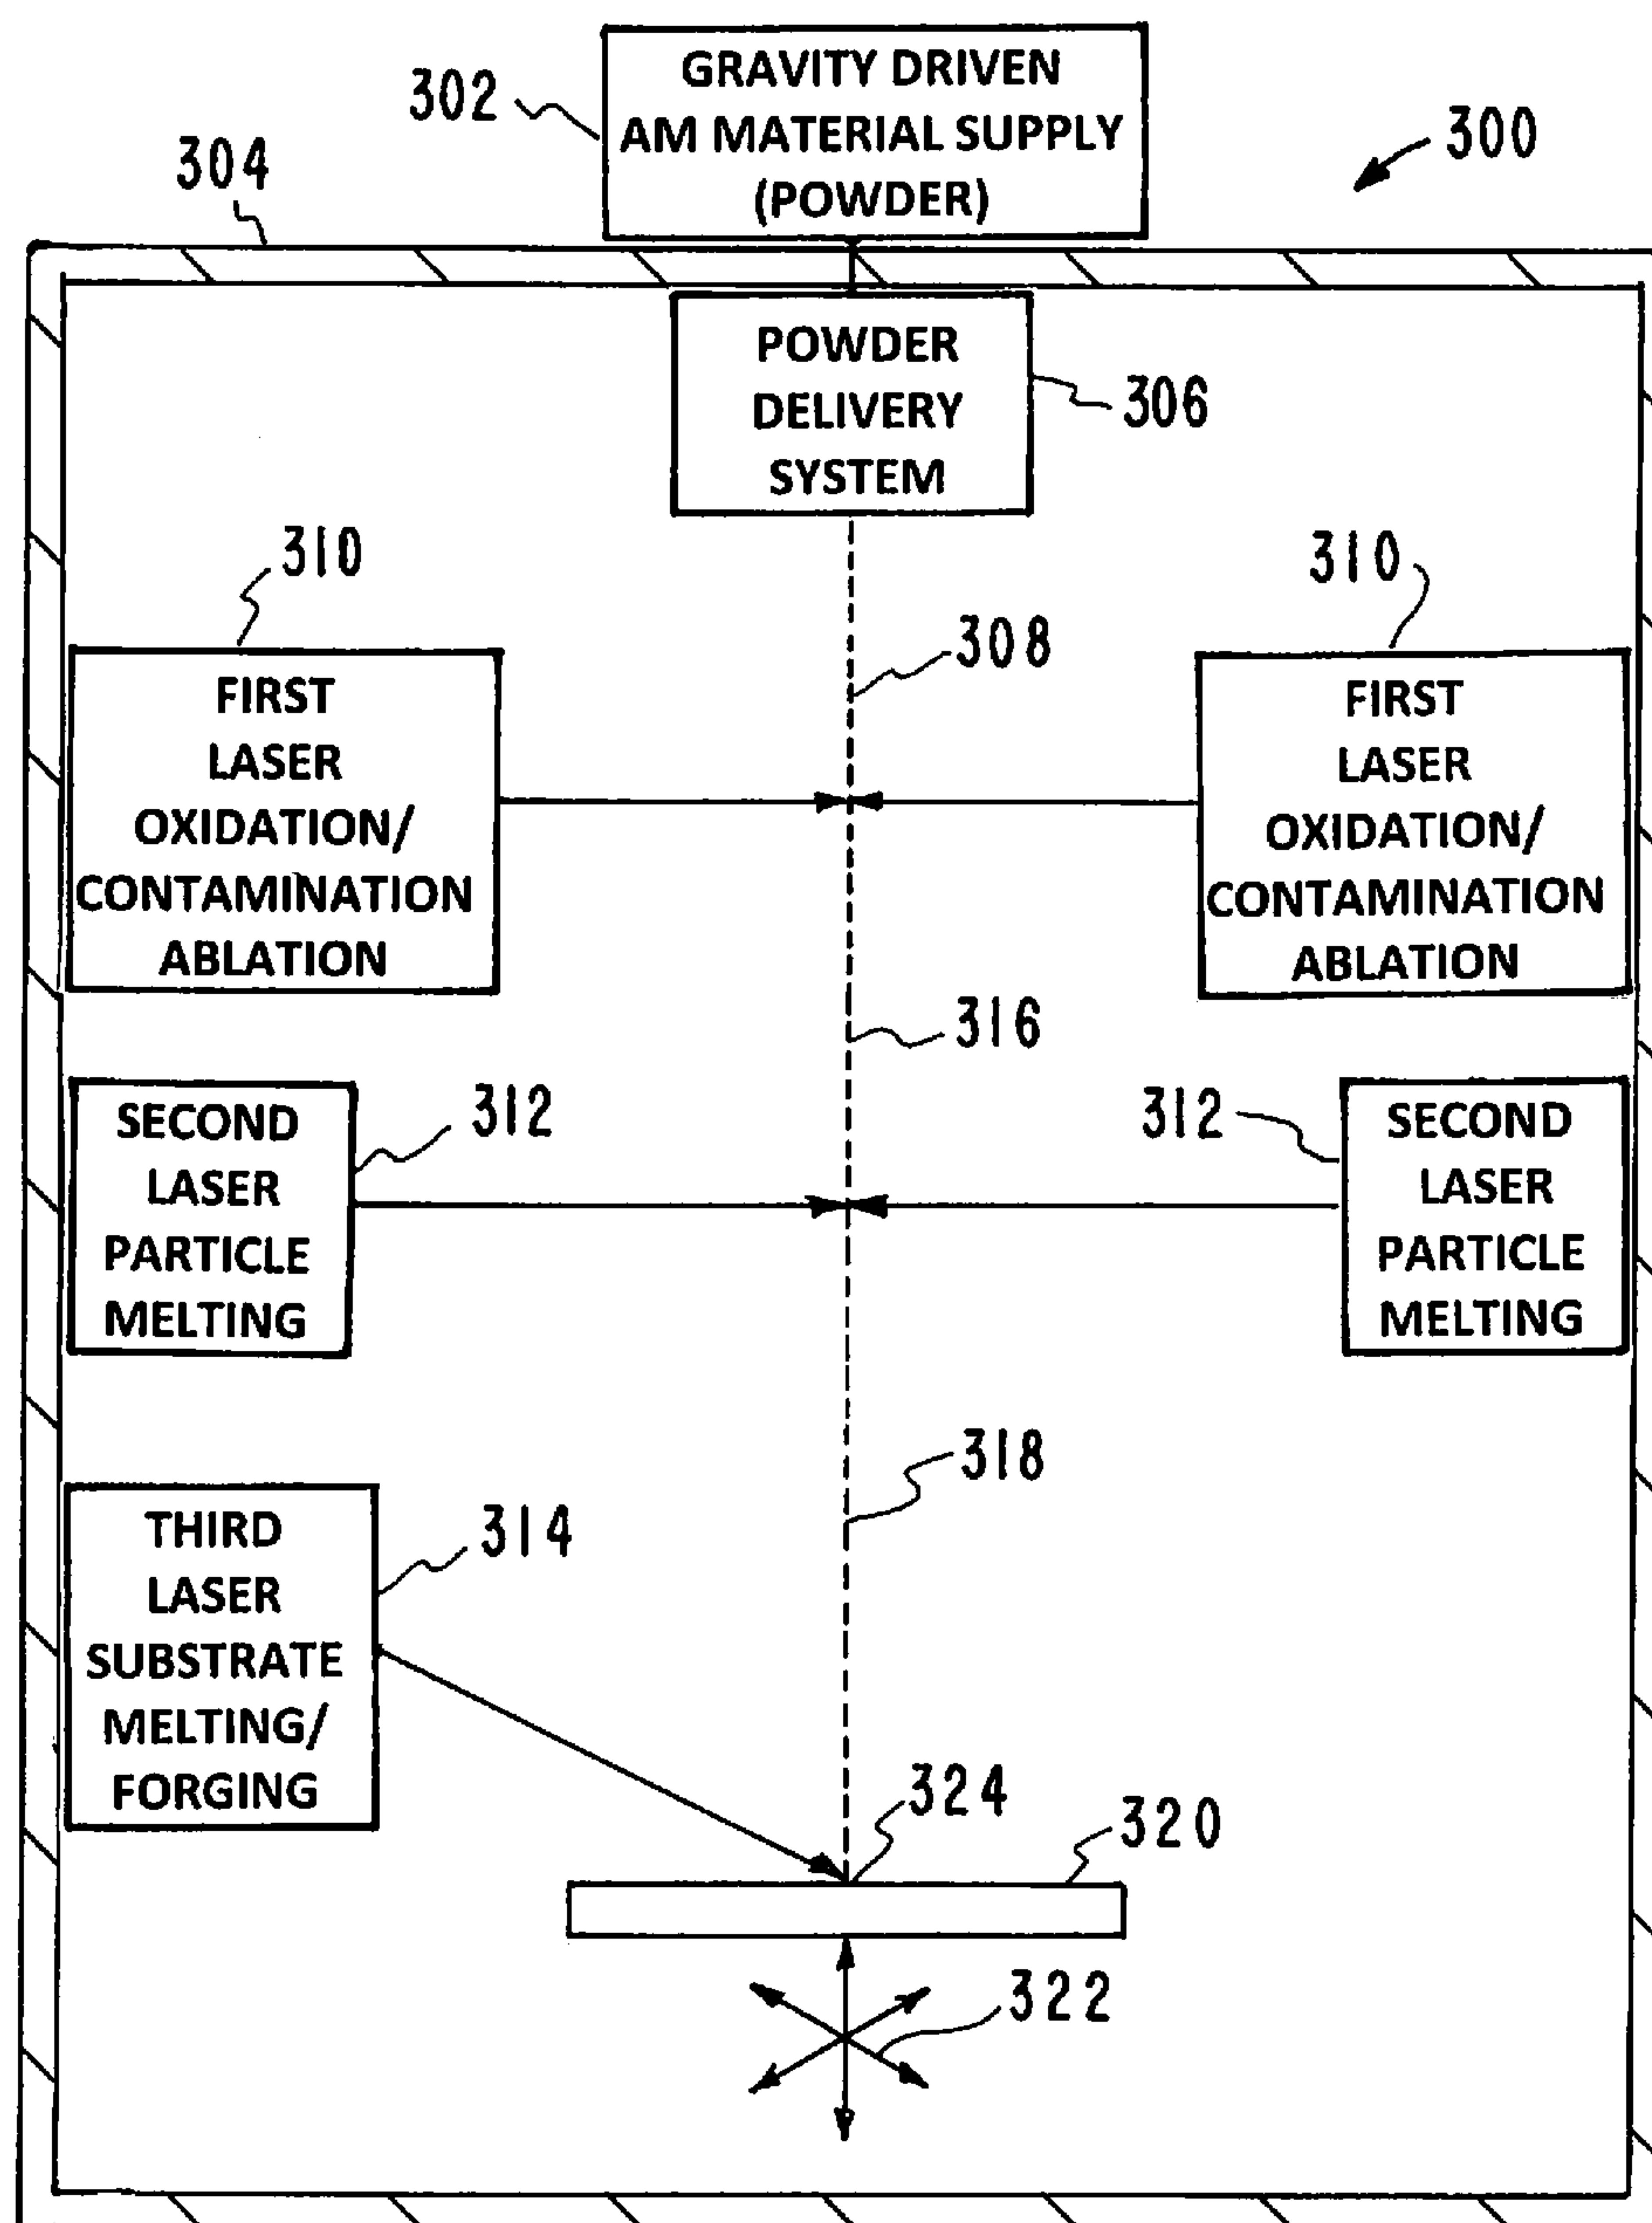 GRAVITY DRIVEN
AM MATERIAL SUPPLY
(POWDER)
302
300
304
POWDER
DELIVERY
SYSTEM
306
310
310
308
FIRST
LASER
OXIDATION/
CONTAMINATION
ABLATION
FIRST
LASER
OXIDATION/
CONTAMINATION
ABLATION
316
SECOND
LASER
PARTICLE
MELTING
312
312
SECOND
LASER
PARTICLE
MELTING
318
THIRD
LASER
SUBSTRATE
MELTING/
FORGING
314
324
320
322